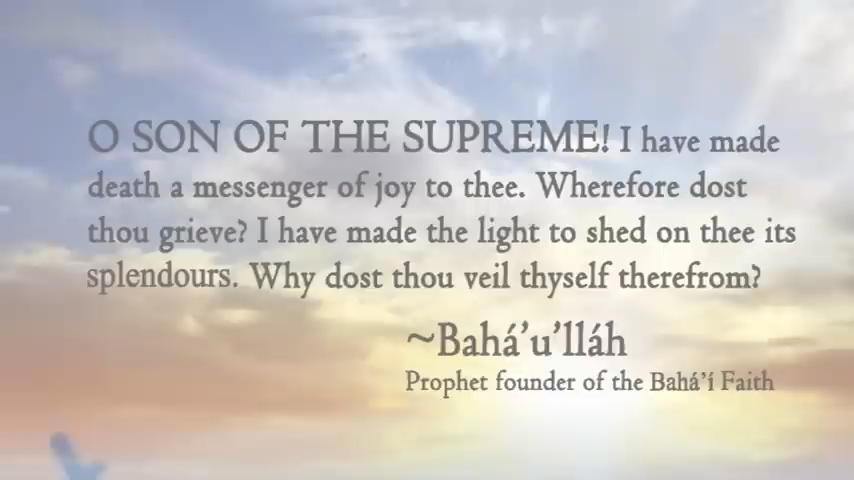 O SON OF THE SUPREME! I have made
death a messenger of joy to thee. Wherefore dost
thou grieve? I have made the light to shed on thee its
splendours. Why dost thou veil thyself therefrom?
~Bahá'u'lláh
Prophet founder of the Bahá'í Faith